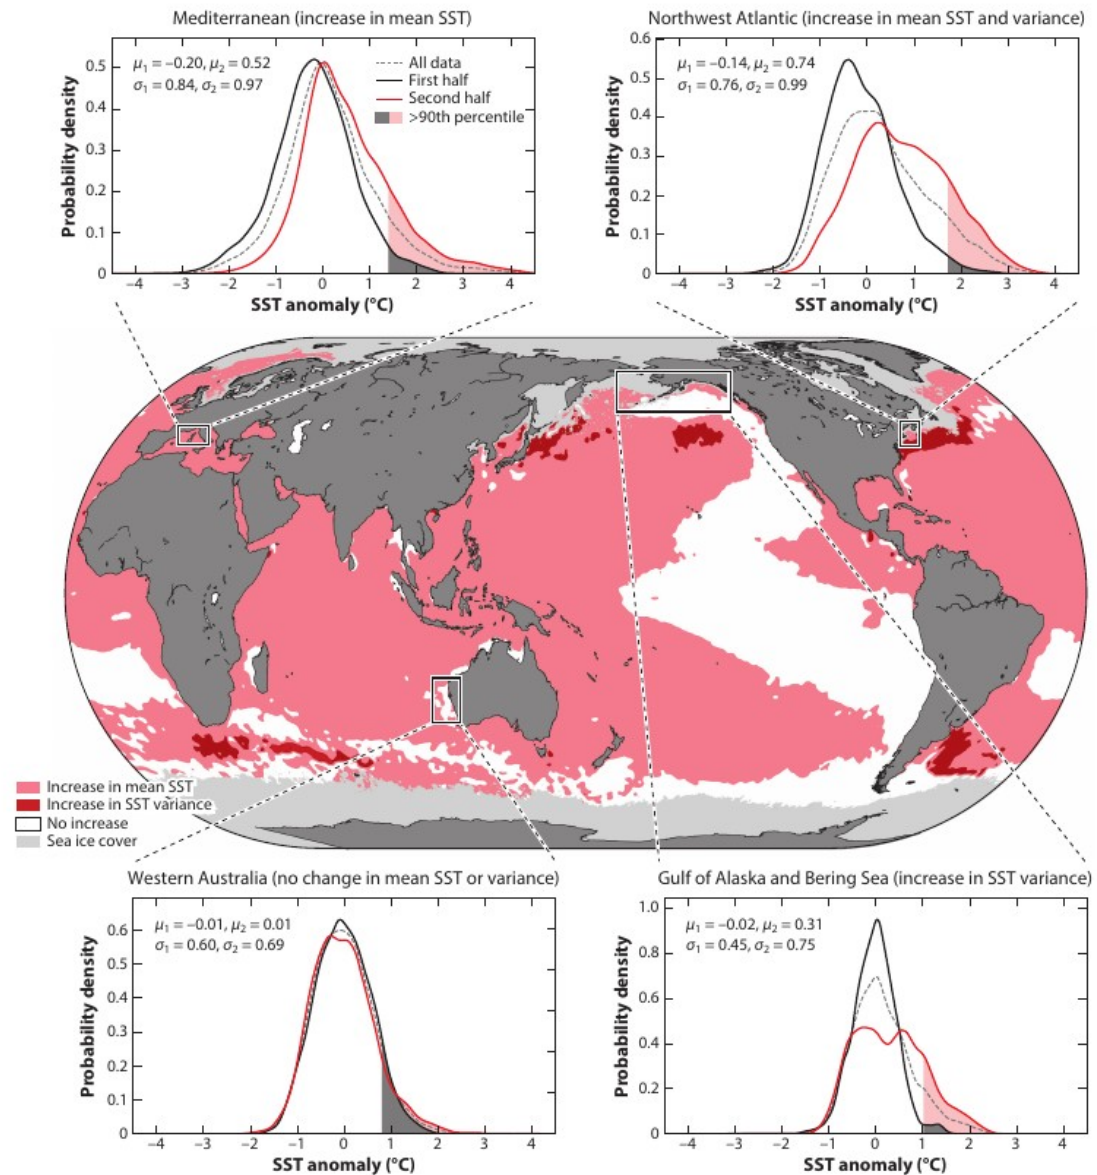 Mediterranean (increase in mean SST)
μ1 = –0.20, μ2 = 0.52
σ1 = 0.84, σ2 = 0.97
All data
First half
Second half
>90th percentile
Probability density
0.5
0.4
0.3
0.2
0.1
0
–4 –3 –2 –1 0 1 2 3 4
SST anomaly (°C)
Northwest Atlantic (increase in mean SST and variance)
μ1 = –0.14, μ2 = 0.74
σ1 = 0.76, σ2 = 0.99
Probability density
0.6
0.5
0.4
0.3
0.2
0.1
0
–4 –3 –2 –1 0 1 2 3 4
SST anomaly (°C)
Increase in mean SST
Increase in SST variance
No increase
Sea ice cover
Western Australia (no change in mean SST or variance)
μ1 = –0.01, μ2 = 0.01
σ1 = 0.60, σ2 = 0.69
Probability density
0.6
0.5
0.4
0.3
0.2
0.1
0
–4 –3 –2 –1 0 1 2 3 4
SST anomaly (°C)
Gulf of Alaska and Bering Sea (increase in SST variance)
μ1 = –0.02, μ2 = 0.31
σ1 = 0.45, σ2 = 0.75
Probability density
1.0
0.8
0.6
0.4
0.2
0
–4 –3 –2 –1 0 1 2 3 4
SST anomaly (°C)